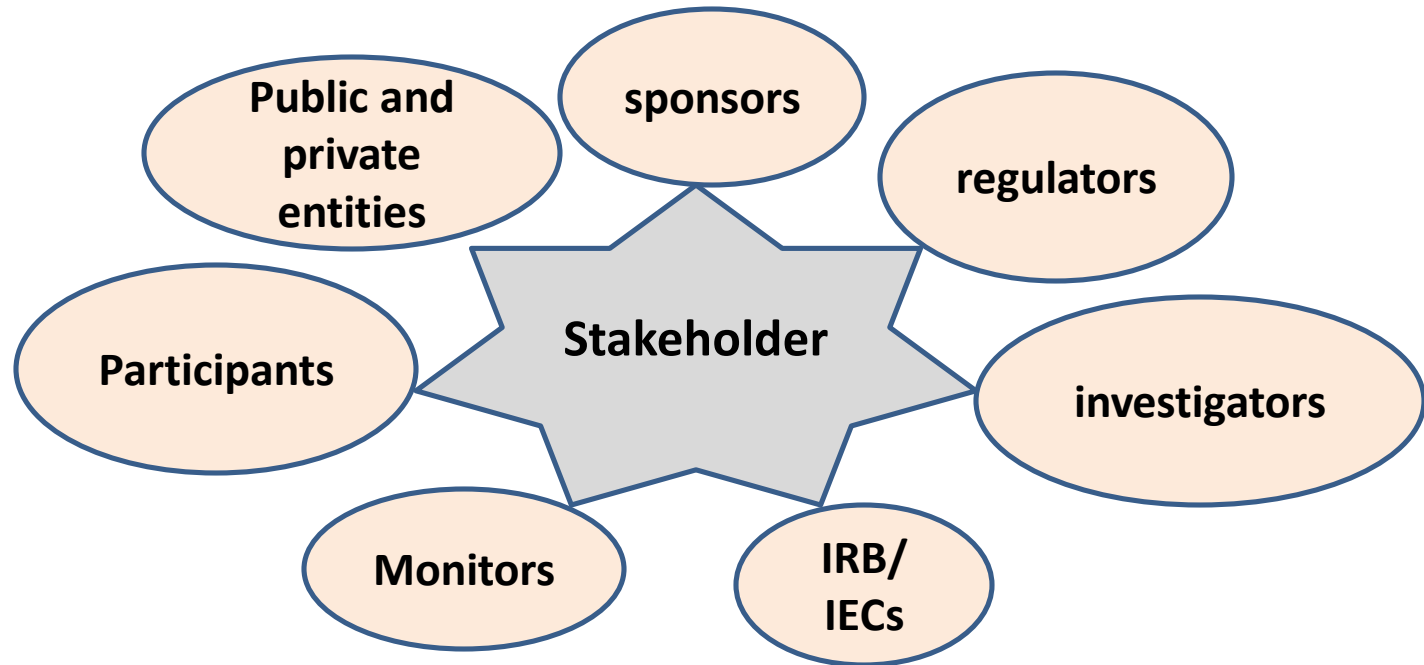 Public and
private
entities
sponsors
regulators
Stakeholder
Participants
investigators
Monitors
IRB/
IECs